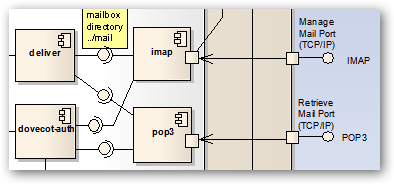 mailbox
directory
../mail
deliver
imap
dovecot-auth
pop3
Manage
Mail Port
(TCP/IP)
IMAP
Retrieve
Mail Port
(TCP/IP)
POP3